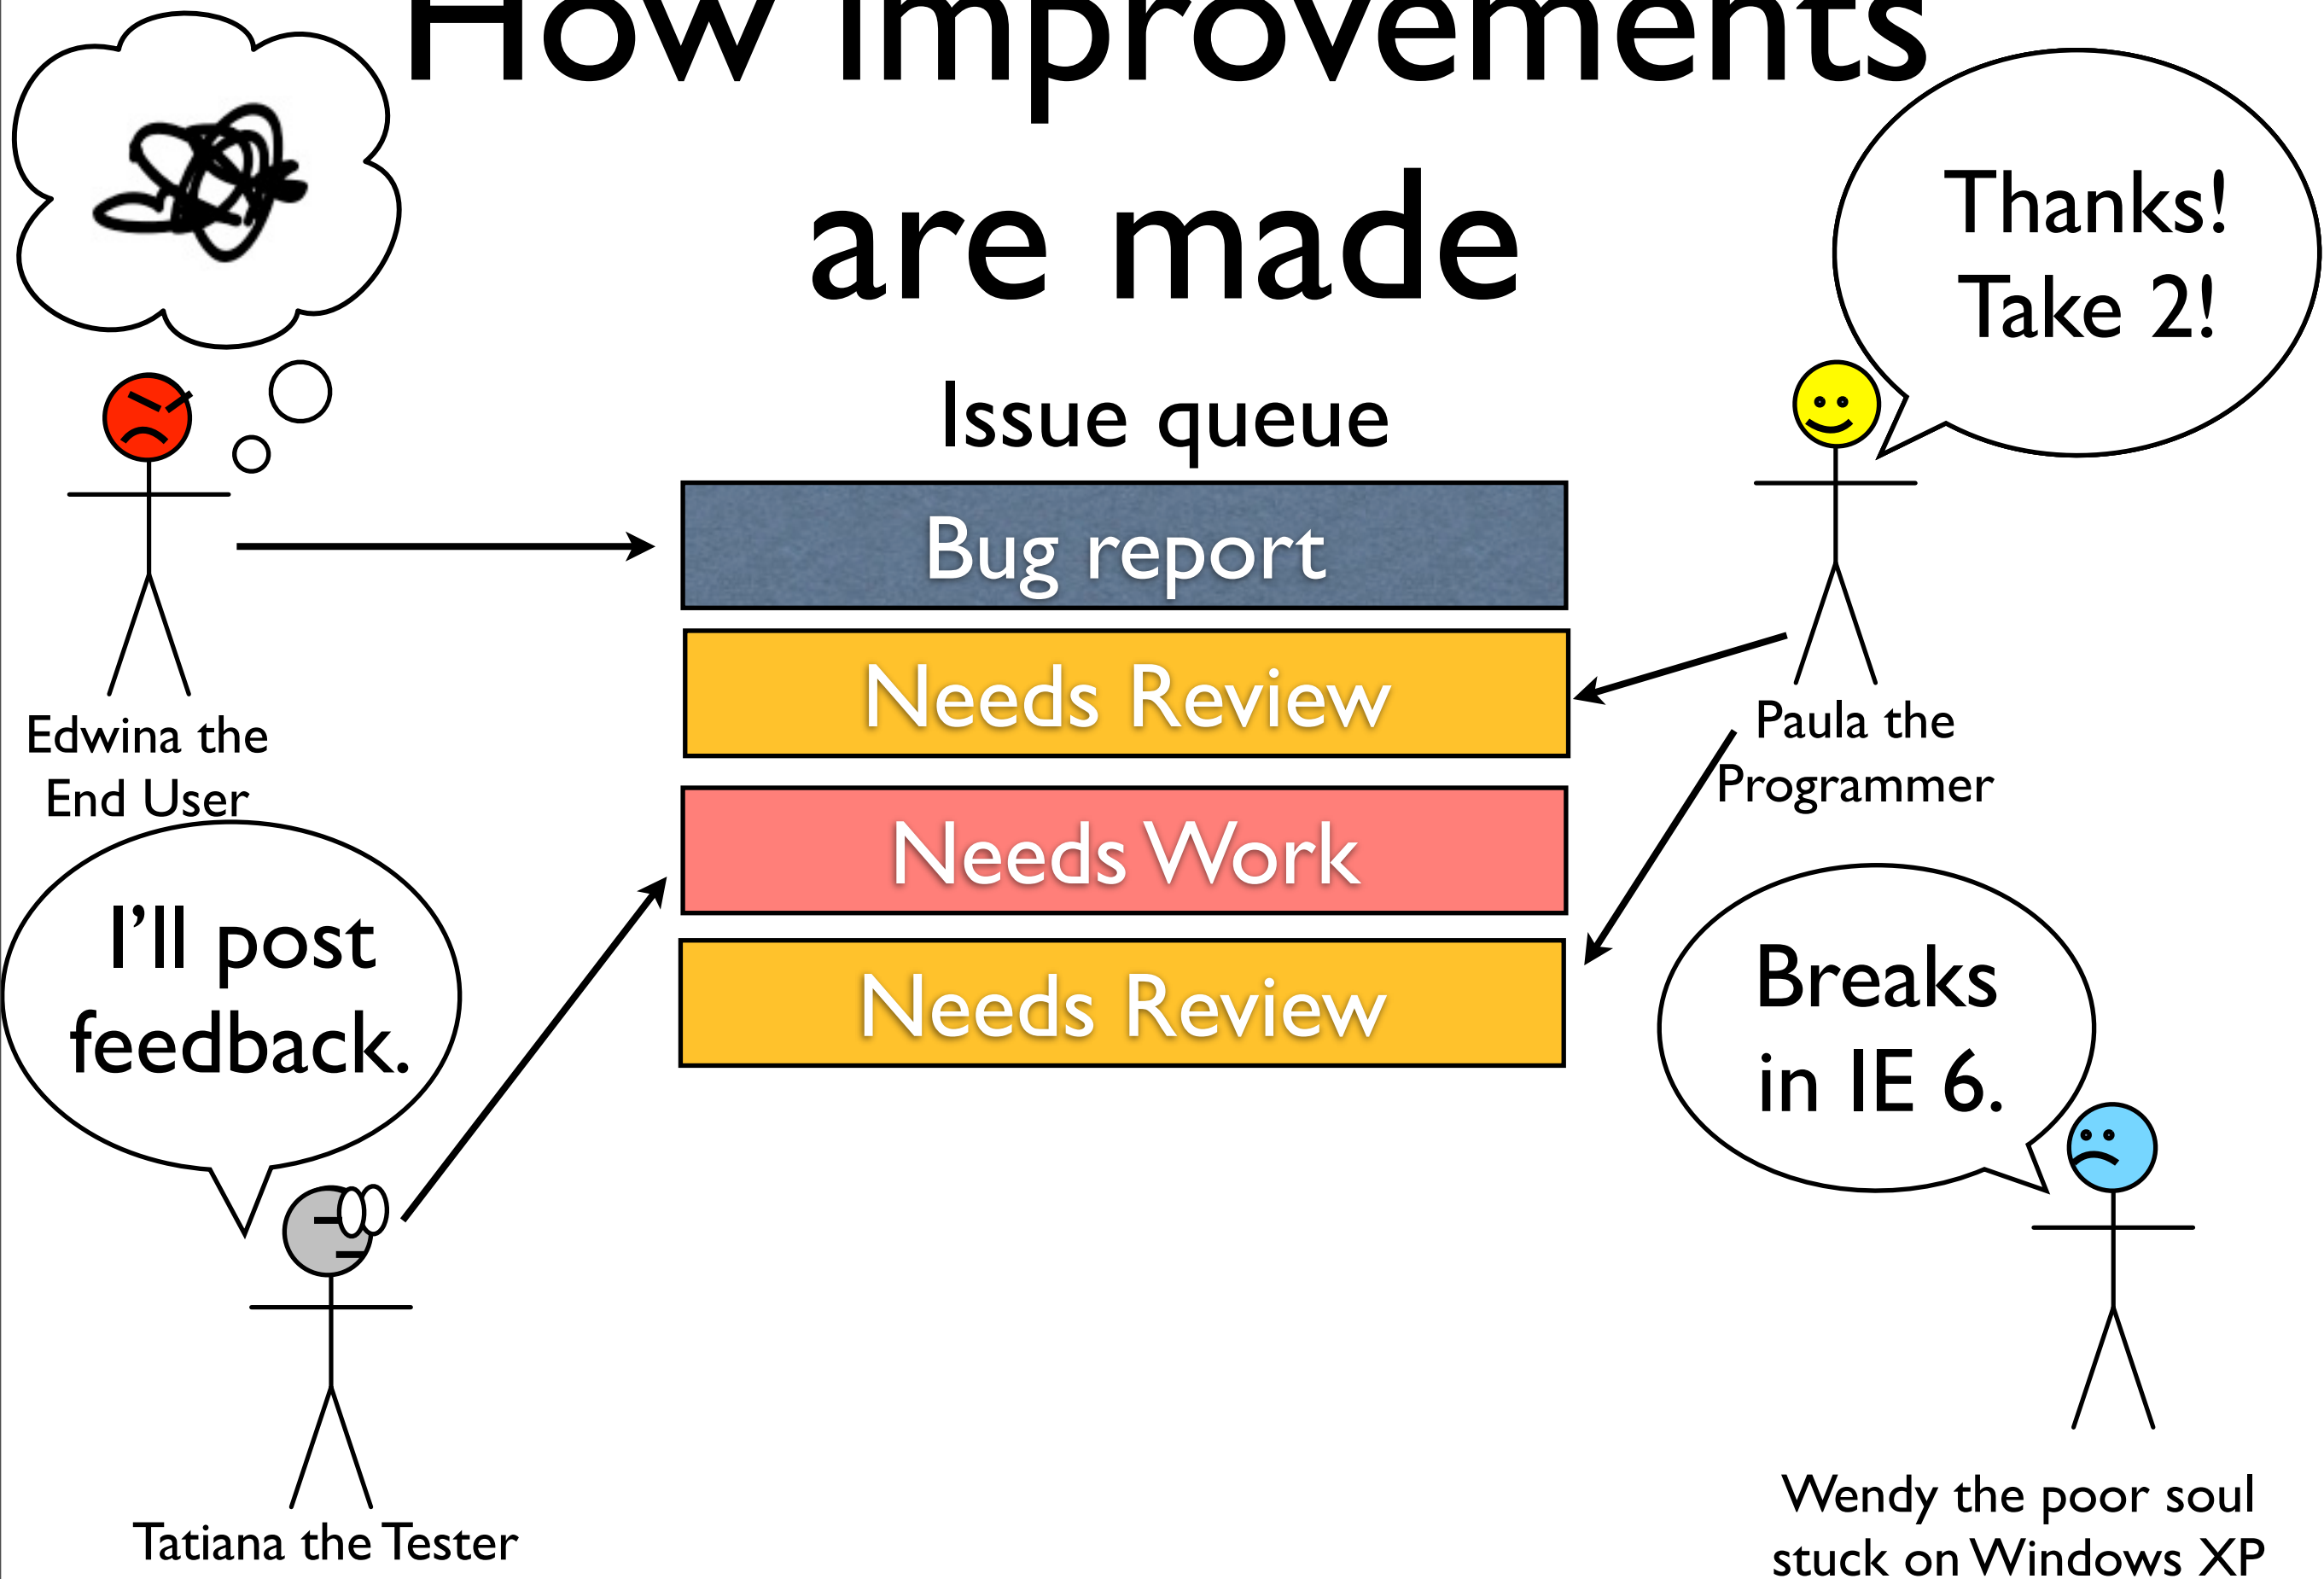 How improvements
are made
Thanks!
Take 2!
Issue queue
Bug report
Needs Review
Needs Work
Needs Review
Edwina the
End User
Paula the
Programmer
I'll post
feedback.
Breaks
in IE 6.
Tatiana the Tester
Wendy the poor soul
stuck on Windows XP